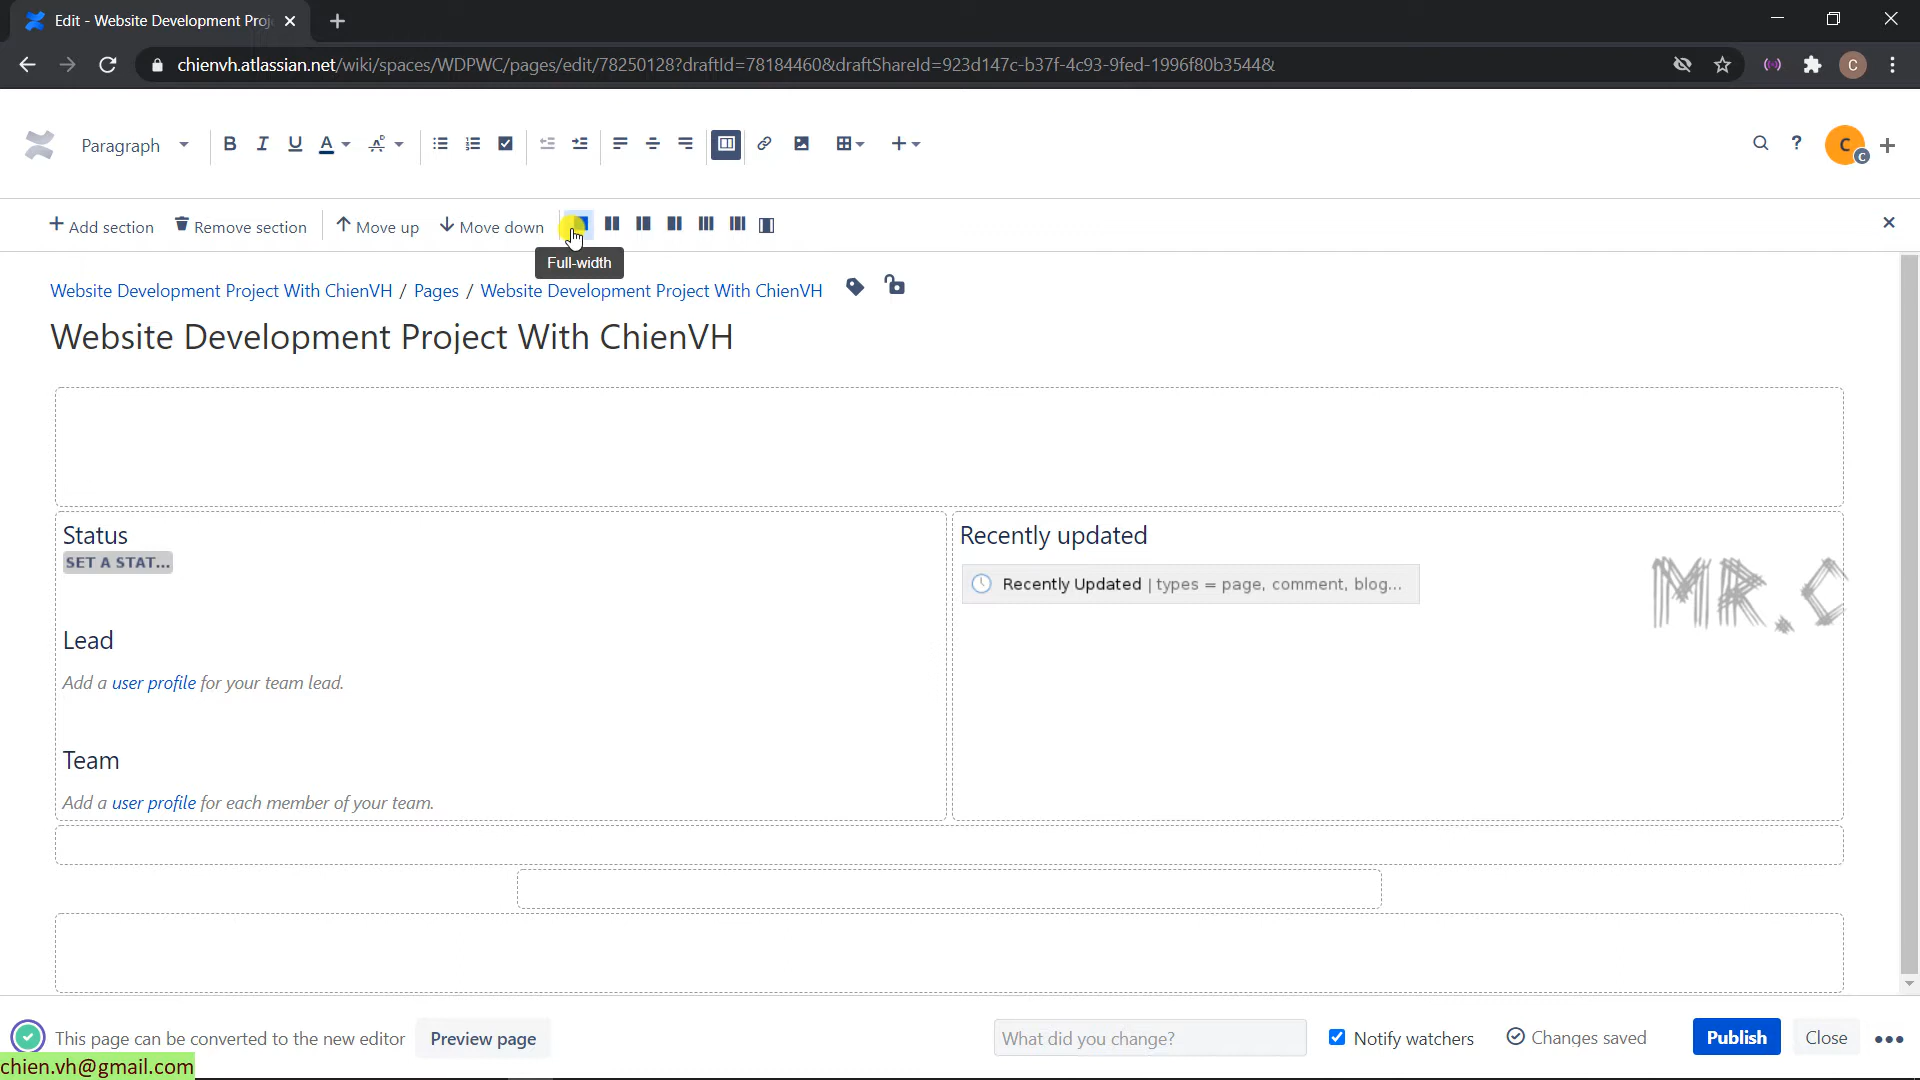 Edit - Website Development Proj
chienvh.atlassian.net/wiki/spaces/WDPWC/pages/edit/78250128?draftId=78184460&draftShareId=923d147c-b37f-4c93-9fed-1996f80b3544&
C
Paragraph
B I U A
? C C
Add section Remove section Move up Move down
Full-width
Website Development Project With ChienVH / Pages / Website Development Project With ChienVH
Website Development Project With ChienVH
Status
SET A STAT...
Recently updated
Recently Updated | types = page, comment, blog...
MR.C
Lead
Add a user profile for your team lead.
Team
Add a user profile for each member of your team.
This page can be converted to the new editor Preview page
What did you change?
Notify watchers
Changes saved
Publish
Close
chien.vh@gmail.com